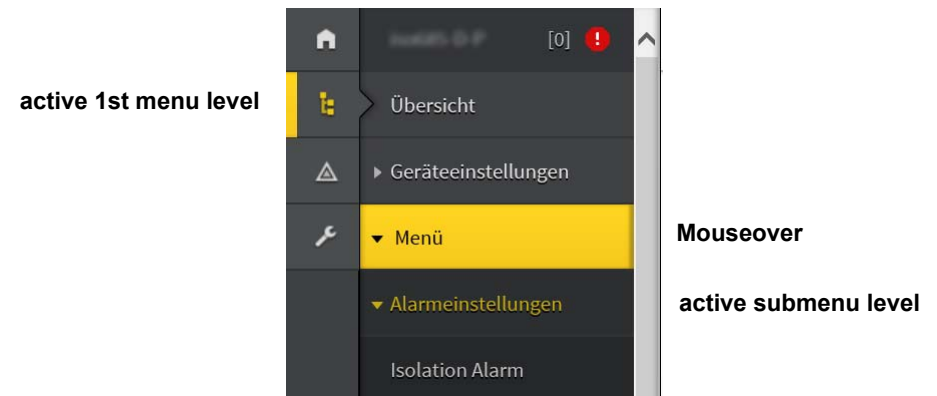 [0] !
active 1st menu level
Übersicht
Geräteeinstellungen
Menü
Mouseover
Alarmeinstellungen
active submenu level
Isolation Alarm